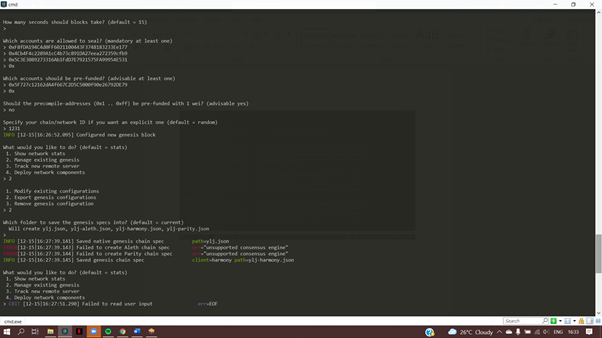 cmd
How many seconds should blocks take? (default = 15)
>
Which accounts are allowed to seal? (mandatory at least one)
>
>
>
> 0x
Which accounts should be pre-funded? (advisable at least one)
>
> 0x
Should the precompile-addresses (0x1 .. 0xff) be pre-funded with 1 wei? (advisable yes)
> no
Specify your chain/network ID if you want an explicit one (default = random)
> 1231
INFO [12-15|16:26:52.095] Configured new genesis block
What would you like to do? (default = stats)
1. Show network stats
2. Manage existing genesis
3. Track new remote server
4. Deploy network components
> 2
1. Modify existing configurations
2. Export genesis configurations
3. Remove genesis configuration
> 2
Which folder to save the genesis specs into? (default = current)
Will create ylj.json, ylj-aleth.json, ylj-harmony.json, ylj-parity.json
>
INFO [12-15|16:27:39.141] Saved native genesis chain spec path=ylj.json
[12-15|16:27:39.143] Failed to create Aleth chain spec err="unsupported consensus engine"
[12-15|16:27:39.144] Failed to create Parity chain spec err="unsupported consensus engine"
INFO [12-15|16:27:39.145] Saved genesis chain spec client=harmony path=ylj-harmony.json
What would you like to do? (default = stats)
1. Show network stats
2. Manage existing genesis
3. Track new remote server
4. Deploy network components
> CRIT [12-15|16:27:51.290] Failed to read user input err=EOF
cmd.exe
Search
26°C Cloudy
ENG
16:33